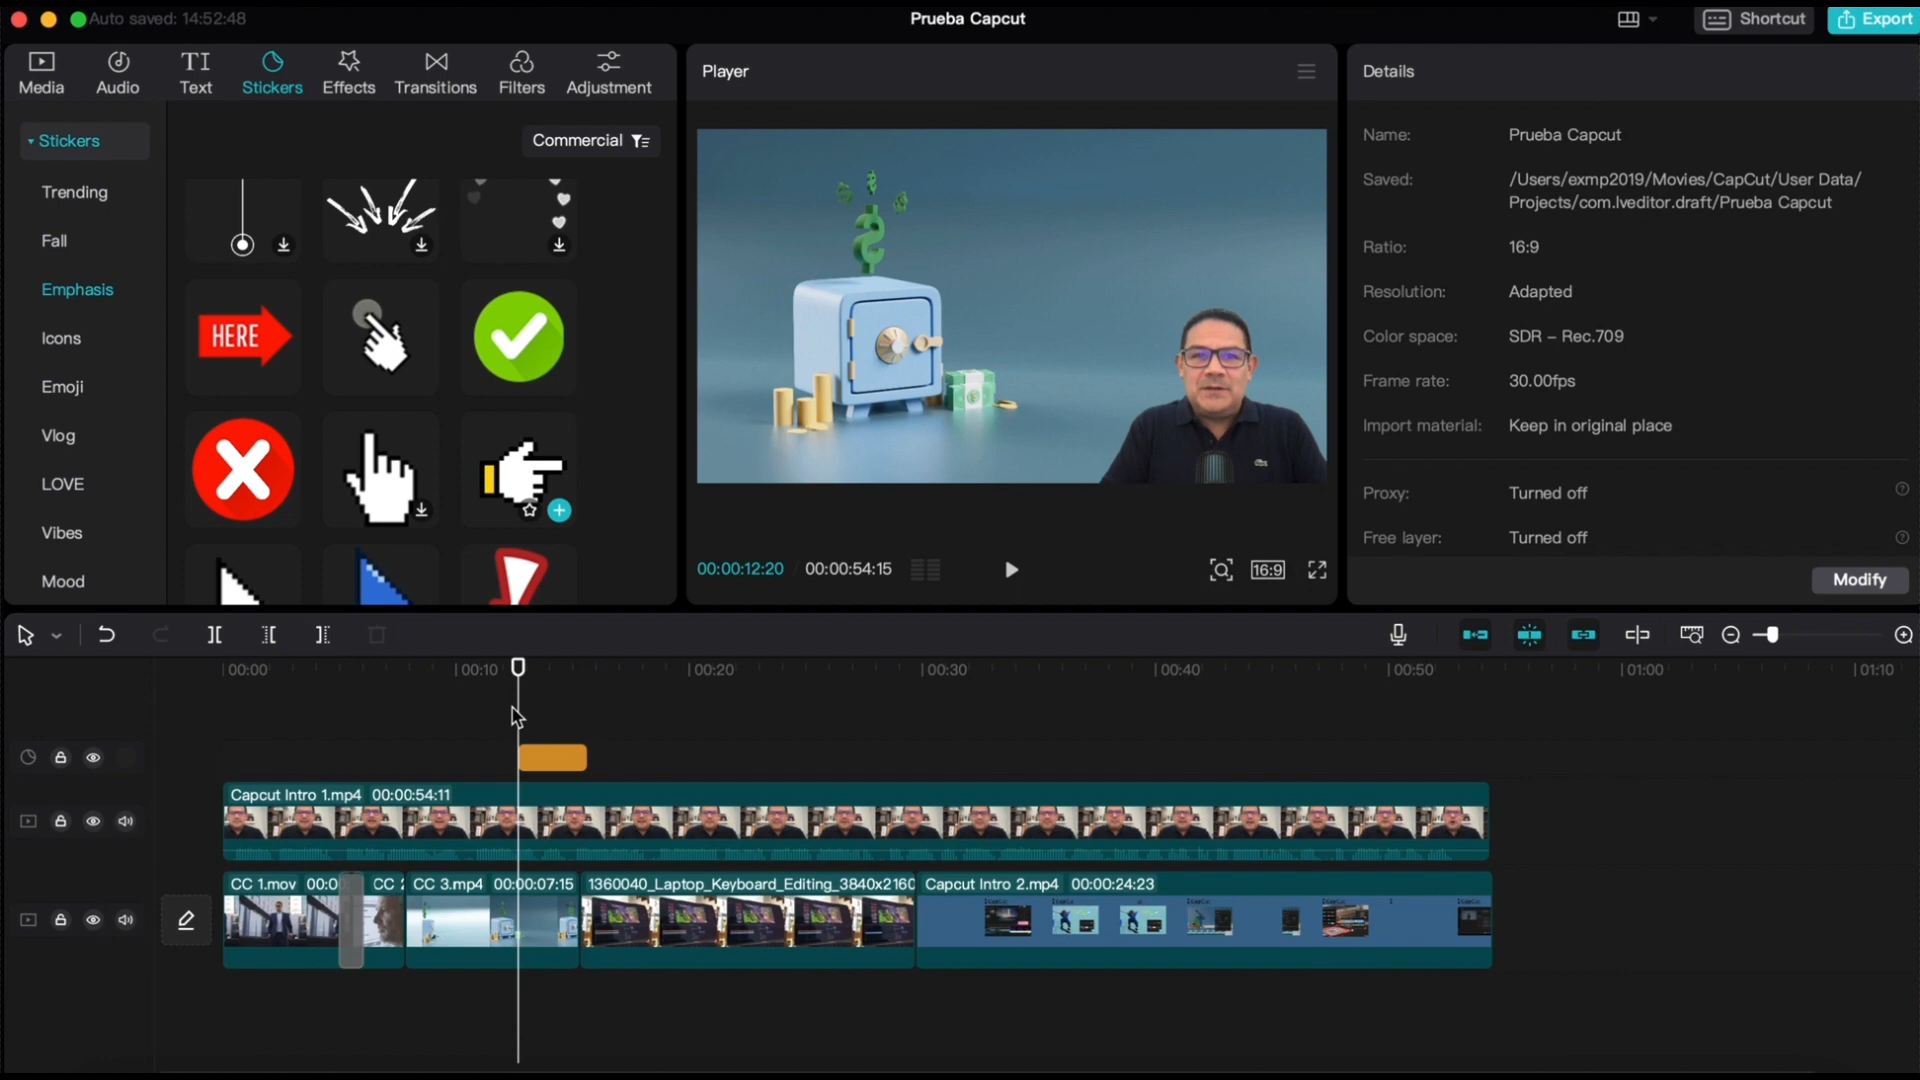 Auto saved: 14:52:48
Prueba Capcut
Shortcut
Export
Media
Audio
TI
Text
Stickers
Effects
Transitions
Filters
Adjustment
Stickers
Trending
Fall
Emphasis
Icons
Emoji
Vlog
LOVE
Vibes
Mood
Commercial
HERE
Player
00:00:12:20
00:00:54:15
16:9
Details
Name: Prueba Capcut
Saved: /Users/exmp2019/Movies/CapCut/User Data/
Projects/com.lveditor.draft/Prueba Capcut
Ratio: 16:9
Resolution: Adapted
Color space: SDR – Rec.709
Frame rate: 30.00fps
Import material: Keep in original place
Proxy: Turned off
Free layer: Turned off
Modify
00:00
00:10
00:20
00:30
00:40
00:50
01:00
01:10
Capcut Intro 1.mp4 00:00:54:11
CC 1.mov 00:0
CC
CC 3.mp4 00:00:07:15
1360040_Laptop_Keyboard_Editing_3840x2160
Capcut Intro 2.mp4 00:00:24:23